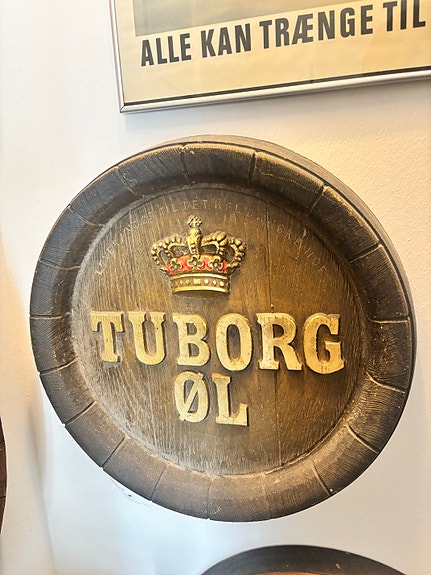 ALLE KAN TRÆNGE TIL
TUBORG
ØL